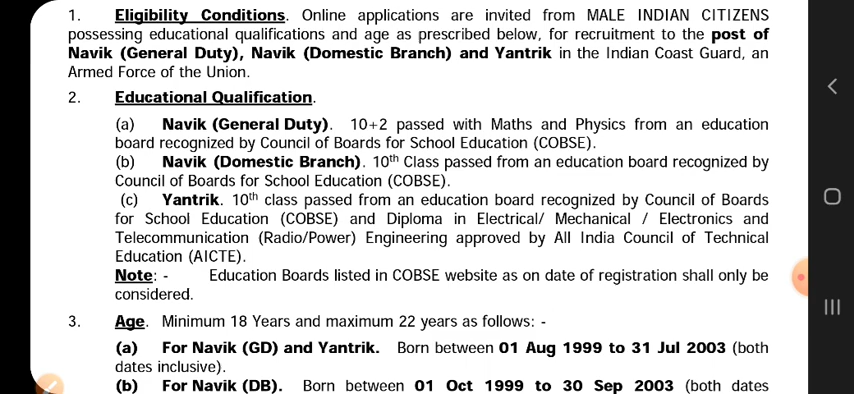 1. Eligibility Conditions. Online applications are invited from MALE INDIAN CITIZENS
possessing educational qualifications and age as prescribed below, for recruitment to the post of
Navik (General Duty), Navik (Domestic Branch) and Yantrik in the Indian Coast Guard, an
Armed Force of the Union.
2. Educational Qualification.
(a) Navik (General Duty). 10+2 passed with Maths and Physics from an education
board recognized by Council of Boards for School Education (COBSE).
(b) Navik (Domestic Branch). 10th Class passed from an education board recognized by
Council of Boards for School Education (COBSE).
(c) Yantrik. 10th class passed from an education board recognized by Council of Boards
for School Education (COBSE) and Diploma in Electrical/ Mechanical / Electronics and
Telecommunication (Radio/Power) Engineering approved by All India Council of Technical
Education (AICTE).
Note: - Education Boards listed in COBSE website as on date of registration shall only be
considered.
3. Age. Minimum 18 Years and maximum 22 years as follows: -
(a) For Navik (GD) and Yantrik. Born between 01 Aug 1999 to 31 Jul 2003 (both
dates inclusive).
(b) For Navik (DB). Born between 01 Oct 1999 to 30 Sep 2003 (both dates